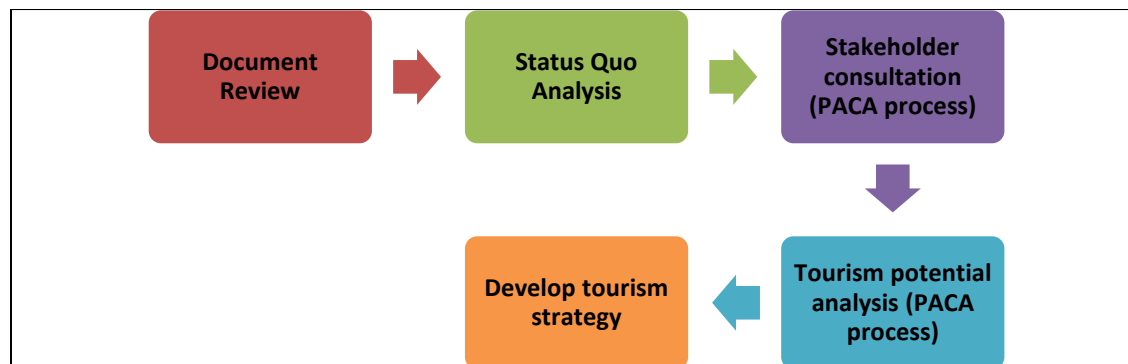 Document
Review
Status Quo
Analysis
Stakeholder
consultation
(PACA process)
Tourism potential
analysis (PACA
process)
Develop tourism
strategy